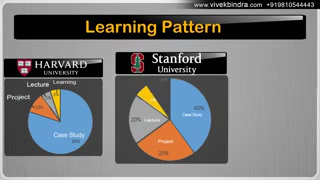 www.vivekbindra.com +919810544443
Learning Pattern
HARVARD
UNIVERSITY
Stanford
University
Learning
Lecture
Project
Case Study
40%
Case Study
20%
Lecture
Project
25%